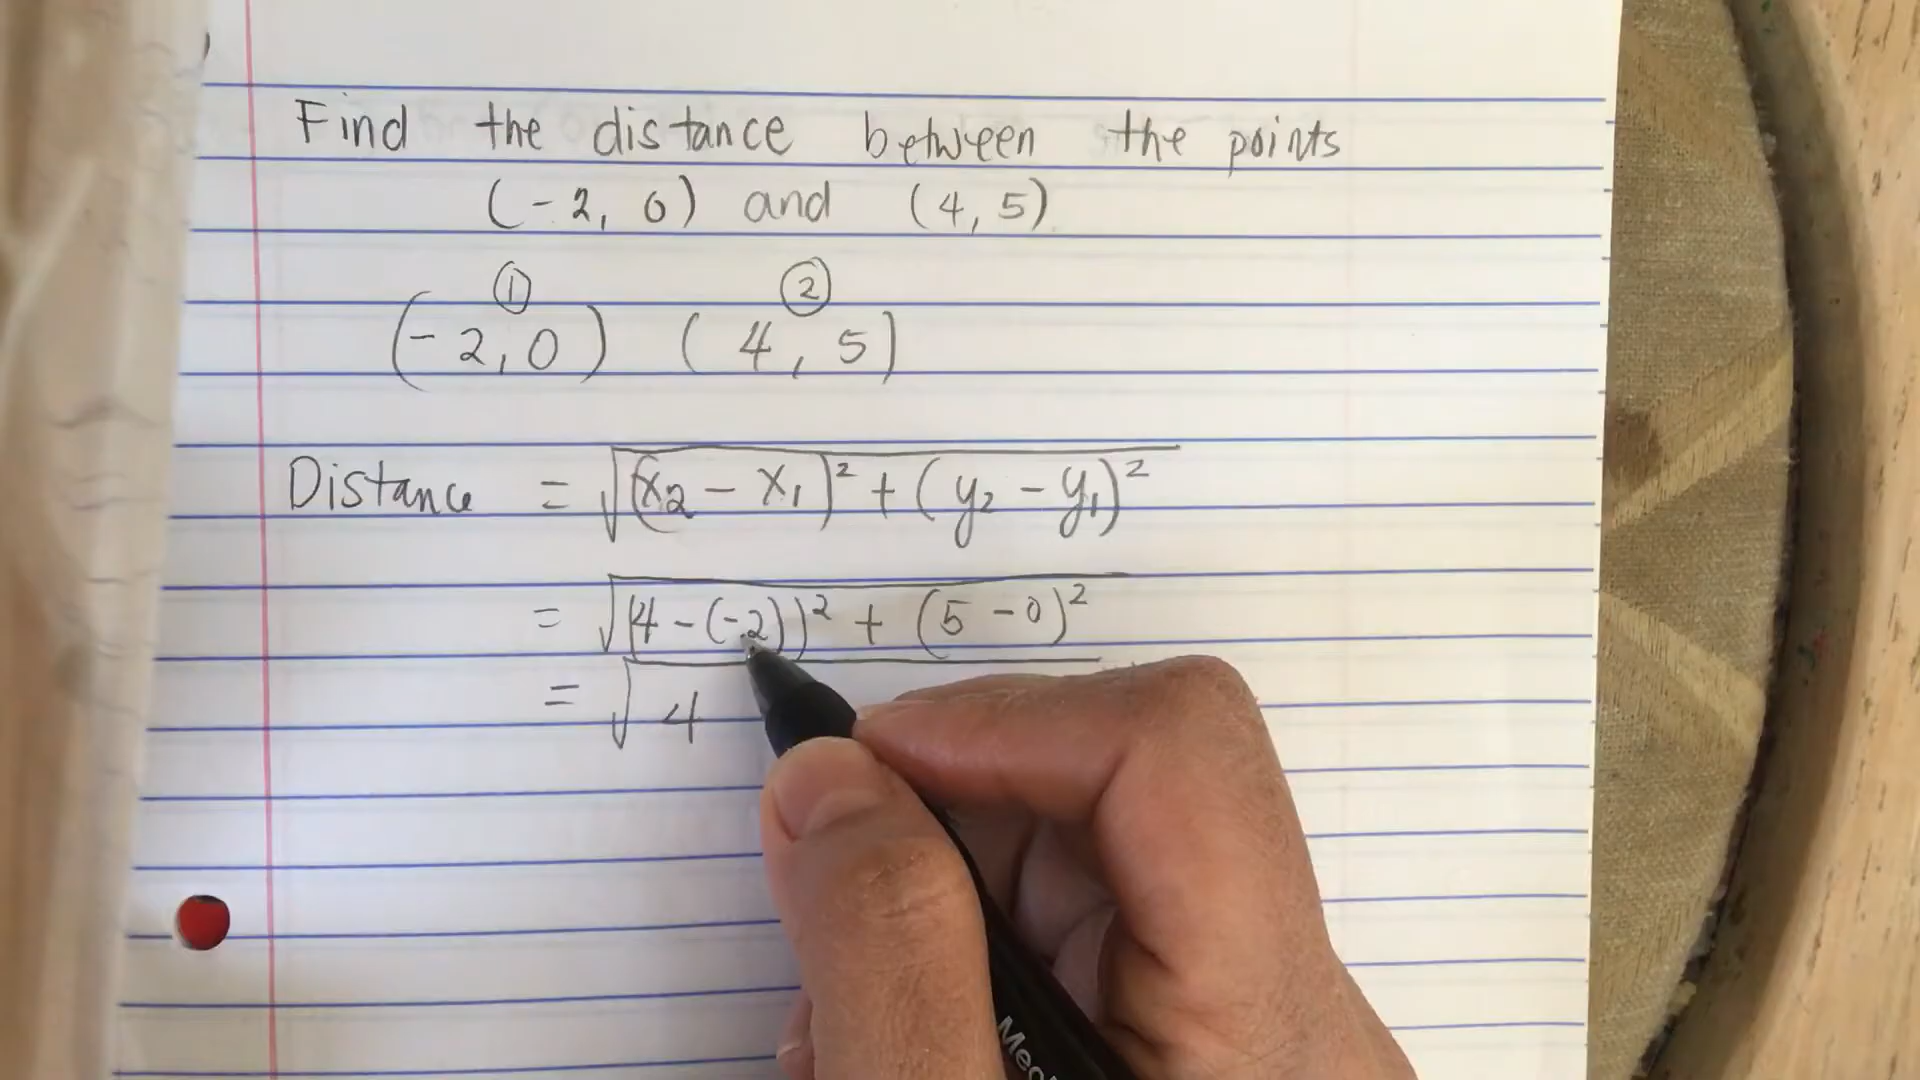 Find the distance between the points
(-2, 0) and (4, 5)
① ②
(-2, 0) (4, 5)
Distance = √(x₂ - x₁)² + (y₂ - y₁)²
= √(4 - (-2))² + (5 - 0)²
= √4